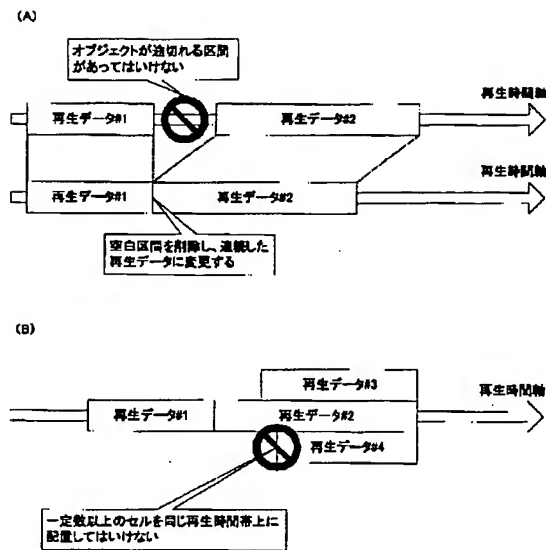 (A)
オブジェクトが途切れる区間
があってはいけない
再生時間軸
再生データ#1
再生データ#2
再生時間軸
再生データ#1
再生データ#2
空白区間を削除し、連続した
再生データに変更する
(B)
再生データ#3
再生時間軸
再生データ#1
再生データ#2
再生データ#4
一定数以上のセルを同じ再生時間帯上に
配置してはいけない